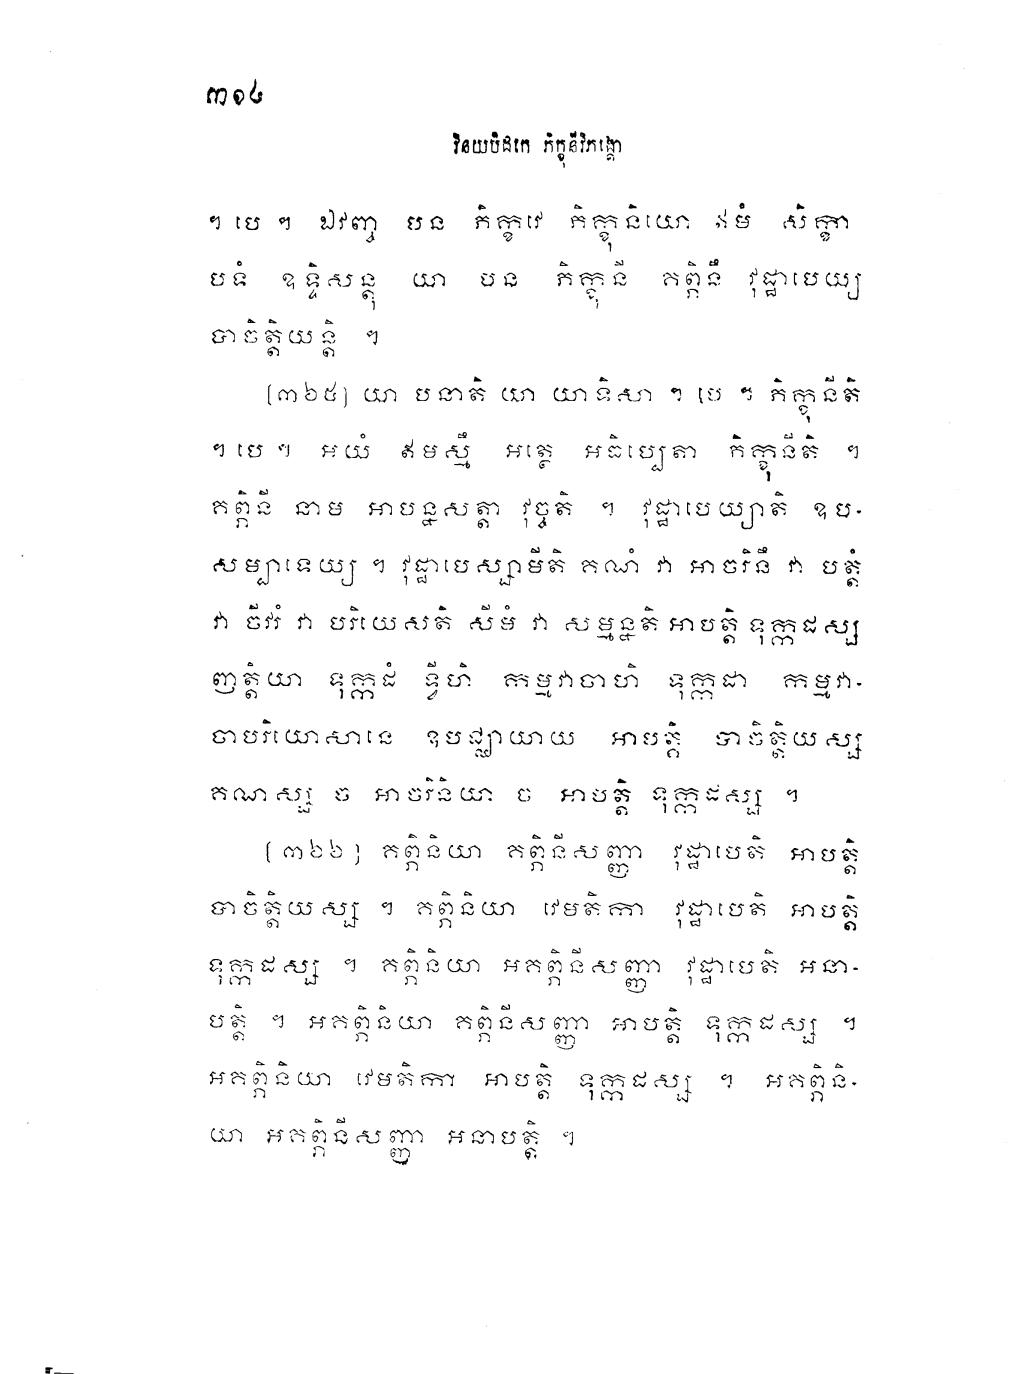 ៣១៤
វិនយបិដកេ ភិក្ខុនីវិភង្គោ
។ បេ ។ ឯវញ្ច បន ភិក្ខវេ ភិក្ខុនិយោ ឥមំ សិក្ខា
បទំ ឧទ្ទិសន្តុ យា បន ភិក្ខុនី គព្ភិនឹ វុដ្ឋាបេយ្យ
បាចិត្តិយន្តិ ។
[៣៦៥] យា បនាតិ យា យាទិសា ។ បេ ។ ភិក្ខុនីតិ
។ បេ ។ អយំ ឥមស្មឹ អត្ថេ អធិប្បេតា ភិក្ខុនីតិ ។
គព្ភិនី នាម អាបន្នសត្តា វុច្ចតិ ។ វុដ្ឋាបេយ្យាតិ ឧប-
សម្បាទេយ្យ ។ វុដ្ឋាបេស្សាមីតិ គណំ វា អាចរិនឹ វា បត្តំ
វា ចីវរំ វា បរិយេសតិ សីមំ វា សម្មន្នតិ អាបត្តិ ទុក្កដស្ស
ញត្តិយា ទុក្កដំ ទ្វីហិ កម្មវាចាហិ ទុក្កដា កម្មវា-
ចាបរិយោសានេ ឧបជ្ឈាយាយ អាបត្តិ បាចិត្តិយស្ស
គណស្ស ច អាចរិនិយា ច អាបត្តិ ទុក្កដស្ស ។
[៣៦៦] គព្ភិនិយា គព្ភិនីសញ្ញា វុដ្ឋាបេតិ អាបត្តិ
បាចិត្តិយស្ស ។ គព្ភិនិយា វេមតិកា វុដ្ឋាបេតិ អាបត្តិ
ទុក្កដស្ស ។ គព្ភិនិយា អគព្ភិនីសញ្ញា វុដ្ឋាបេតិ អនា-
បត្តិ ។ អគព្ភិនិយា គព្ភិនីសញ្ញា អាបត្តិ ទុក្កដស្ស ។
អគព្ភិនិយា វេមតិកា អាបត្តិ ទុក្កដស្ស ។ អគព្ភិនិ-
យា អគព្ភិនីសញ្ញា អនាបត្តិ ។